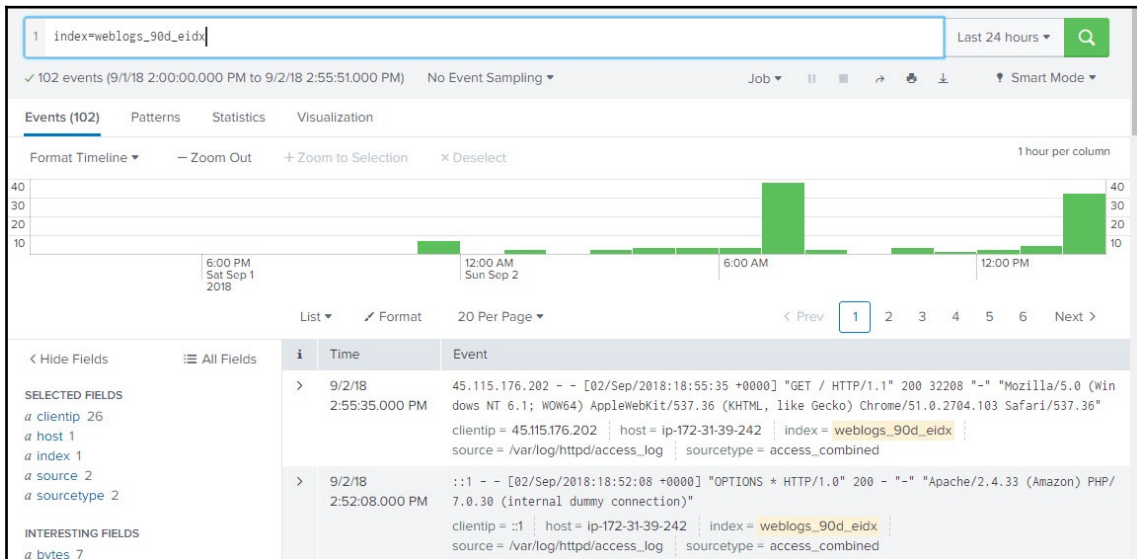 1 index=weblogs_90d_eidx
Last 24 hours ▾
✓ 102 events (9/1/18 2:00:00.000 PM to 9/2/18 2:55:51.000 PM) No Event Sampling ▾ Job ▾ Smart Mode ▾
Events (102) Patterns Statistics Visualization
Format Timeline ▾ — Zoom Out + Zoom to Selection × Deselect 1 hour per column
40 40
30 30
20 20
10 10
6:00 PM 12:00 AM 6:00 AM 12:00 PM
Sat Sep 1 Sun Sep 2
2018
List ▾ Format 20 Per Page ▾ < Prev 1 2 3 4 5 6 Next >
< Hide Fields All Fields i Time Event
SELECTED FIELDS
a clientip 26
a host 1
a index 1
a source 2
a sourcetype 2
INTERESTING FIELDS
a bytes 7
> 9/2/18 45.115.176.202 - - [02/Sep/2018:18:55:35 +0000] "GET / HTTP/1.1" 200 32208 "-" "Mozilla/5.0 (Win
2:55:35.000 PM dows NT 6.1; WOW64) AppleWebKit/537.36 (KHTML, like Gecko) Chrome/51.0.2704.103 Safari/537.36"
clientip = 45.115.176.202 host = ip-172-31-39-242 index = weblogs_90d_eidx
source = /var/log/httpd/access_log sourcetype = access_combined
> 9/2/18 ::1 - - [02/Sep/2018:18:52:08 +0000] "OPTIONS * HTTP/1.0" 200 - "-" "Apache/2.4.33 (Amazon) PHP/
2:52:08.000 PM 7.0.30 (internal dummy connection)"
clientip = ::1 host = ip-172-31-39-242 index = weblogs_90d_eidx
source = /var/log/httpd/access_log sourcetype = access_combined